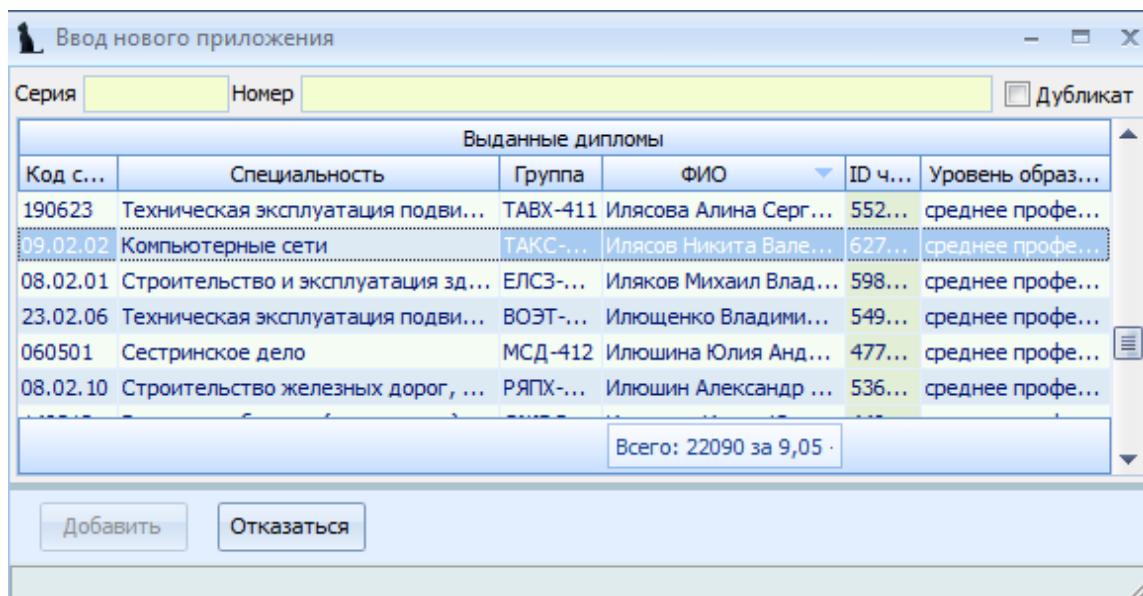 Ввод нового приложения
Серия Номер Дубликат
Выданные дипломы
Код с... Специальность Группа ФИО ID ч... Уровень образ...
190623 Техническая эксплуатация подви... ТАВХ-411 Илясова Алина Серг... 552... среднее профе...
09.02.02 Компьютерные сети ТАКС-... Илясов Никита Вале... 627... среднее профе...
08.02.01 Строительство и эксплуатация зд... ЕЛСЗ-... Иляков Михаил Влад... 598... среднее профе...
23.02.06 Техническая эксплуатация подви... ВОЭТ-... Илющенко Владими... 549... среднее профе...
060501 Сестринское дело МСД-412 Илюшина Юлия Анд... 477... среднее профе...
08.02.10 Строительство железных дорог, ... РЯПХ-... Илюшин Александр ... 536... среднее профе...
Всего: 22090 за 9,05
Добавить Отказаться